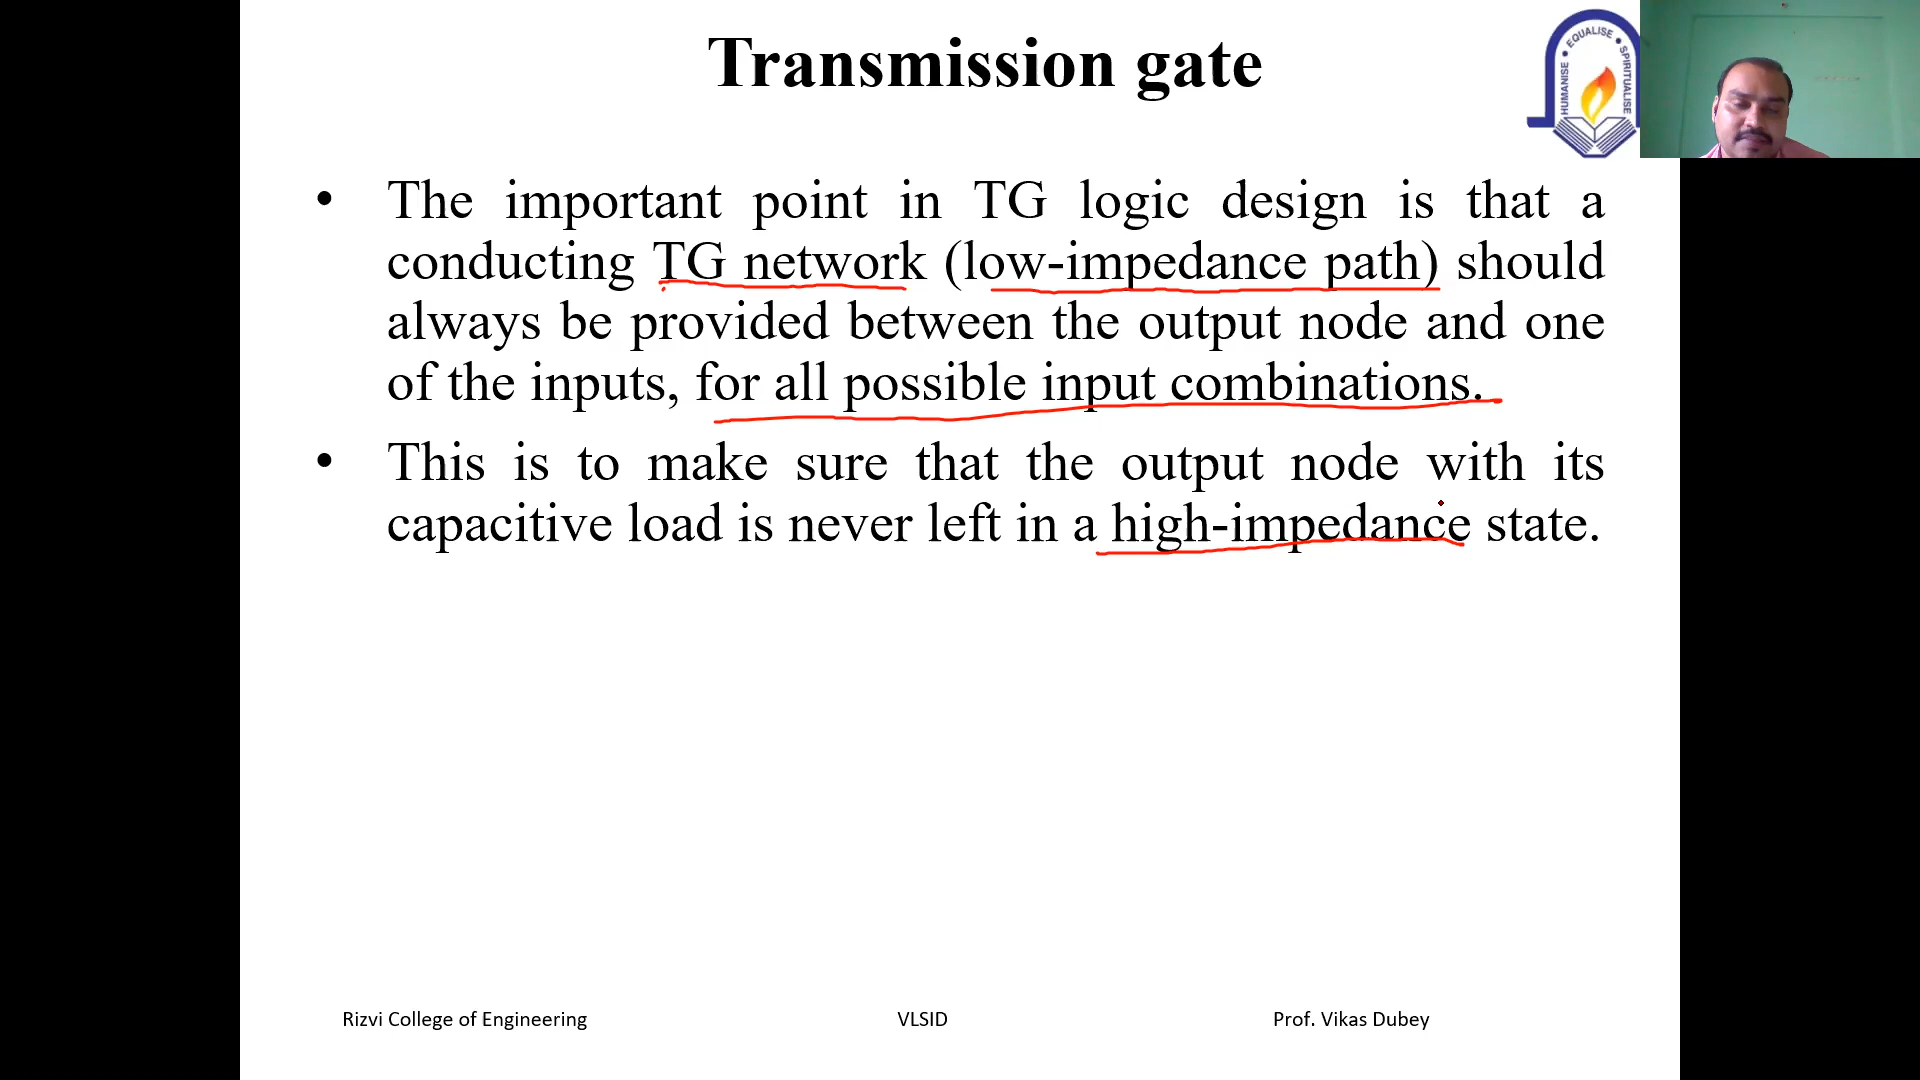 Transmission gate
HUMANISE • EQUALISE • SPIRITUALISE
• The important point in TG logic design is that a
conducting TG network (low-impedance path) should
always be provided between the output node and one
of the inputs, for all possible input combinations.
• This is to make sure that the output node with its
capacitive load is never left in a high-impedance state.
Rizvi College of Engineering
VLSID
Prof. Vikas Dubey